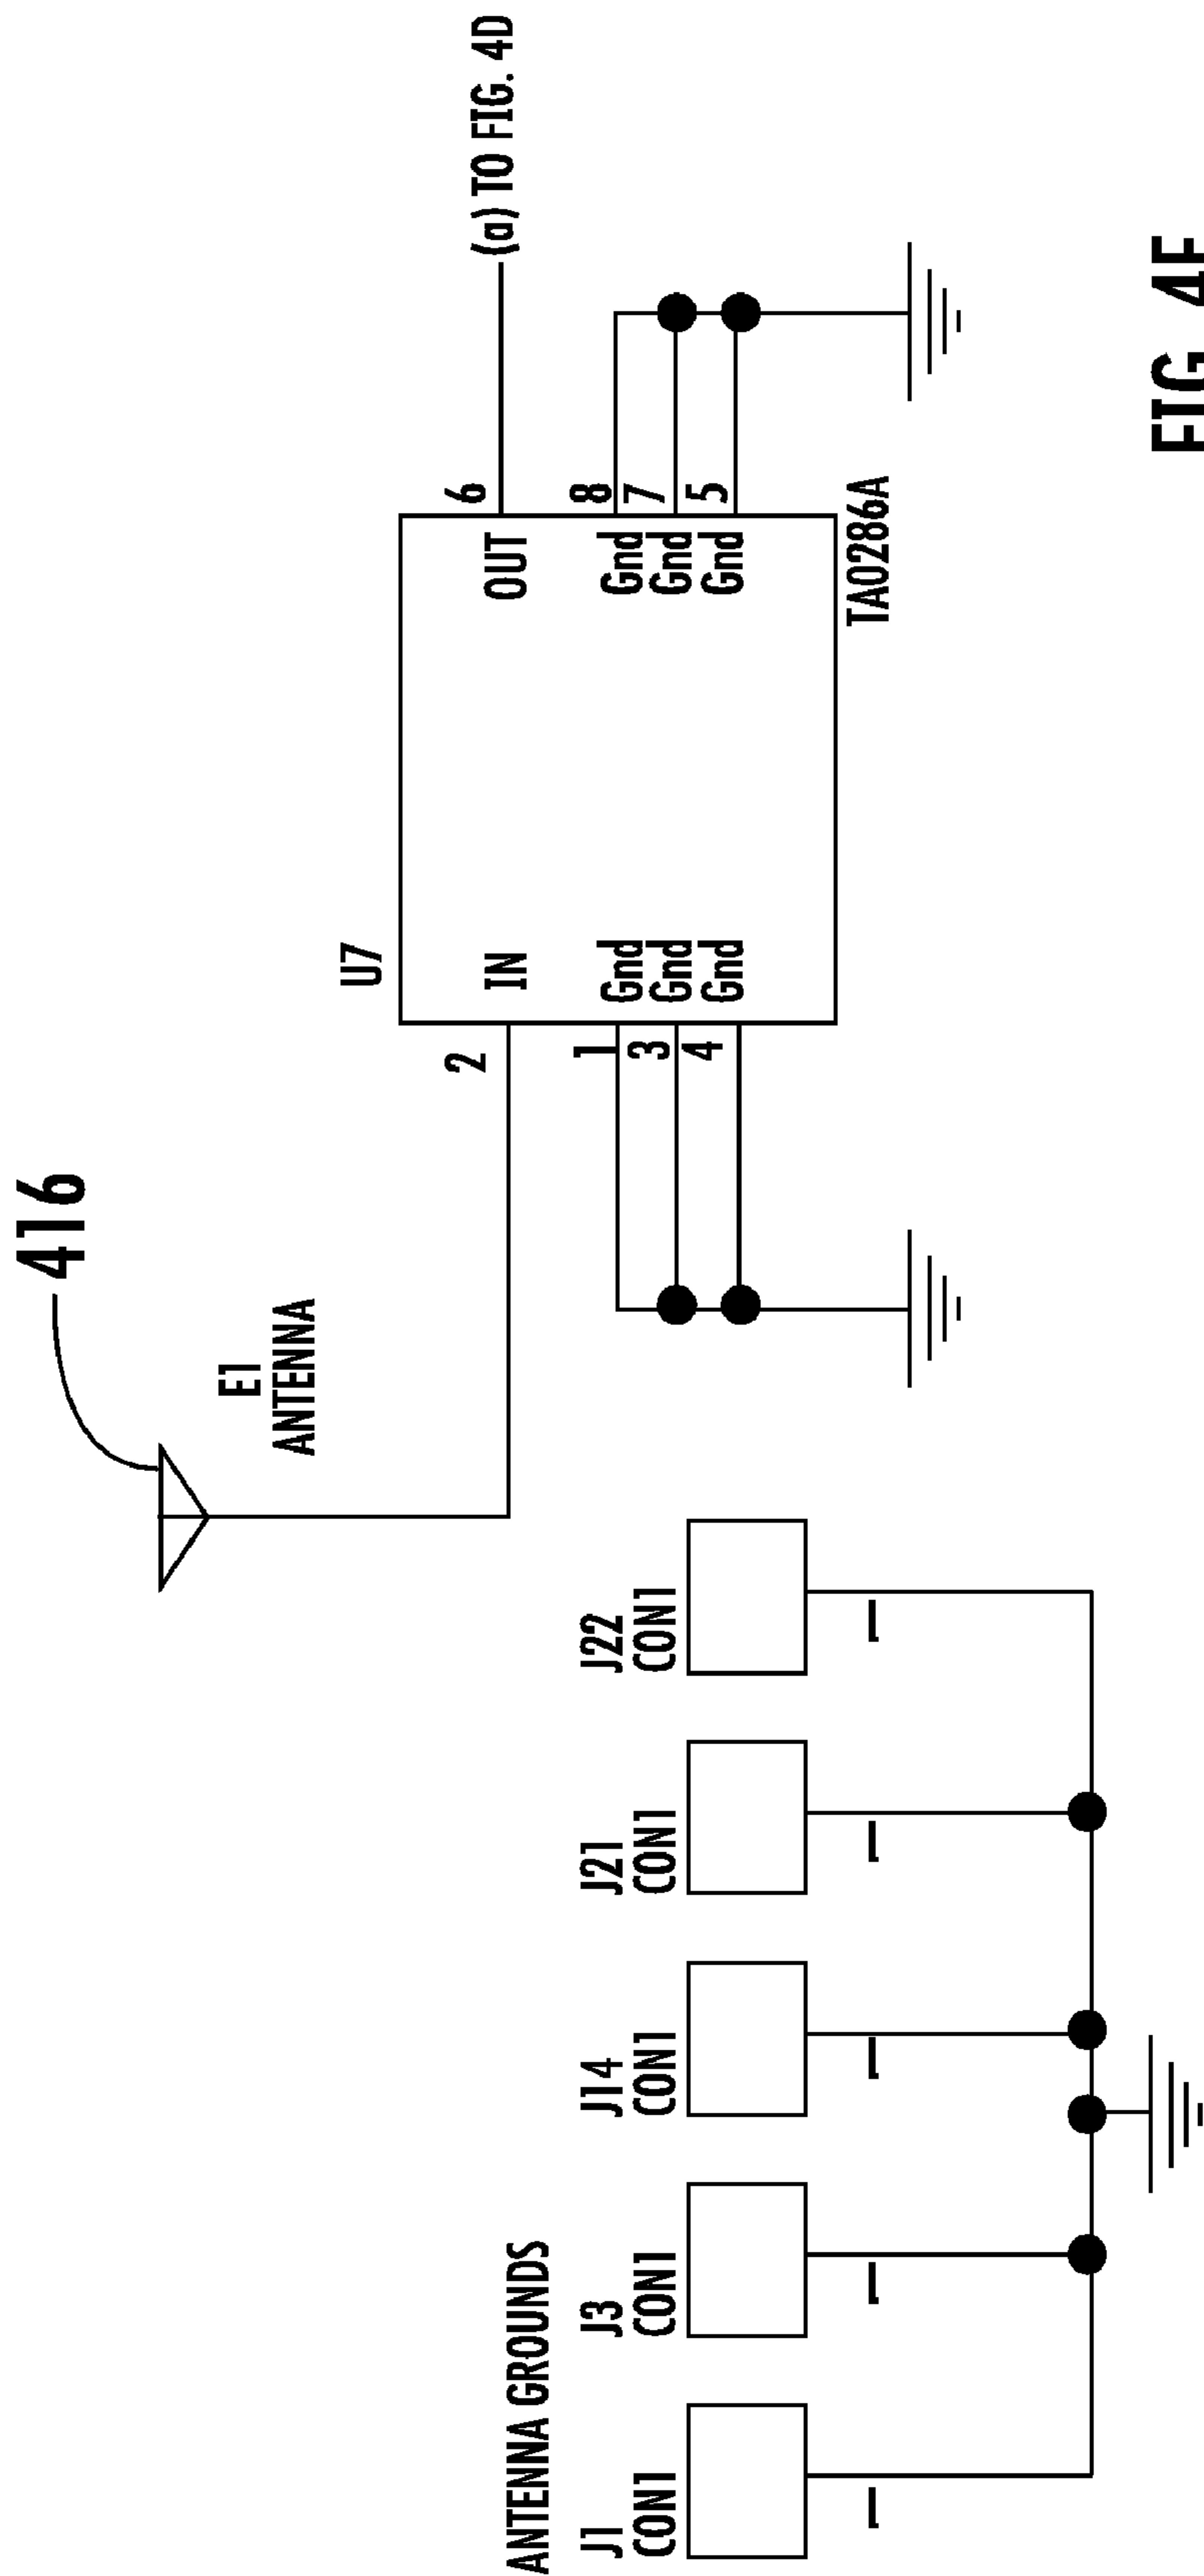 416
E1
ANTENNA
U7
2
IN
OUT
6
(a) TO FIG. 4D
1
Gnd
Gnd
8
3
Gnd
Gnd
7
4
Gnd
Gnd
5
TA0286A
ANTENNA GROUNDS
J1
CON1
J3
CON1
J14
CON1
J21
CON1
J22
CON1
1
1
1
1
1
FIG. 4E